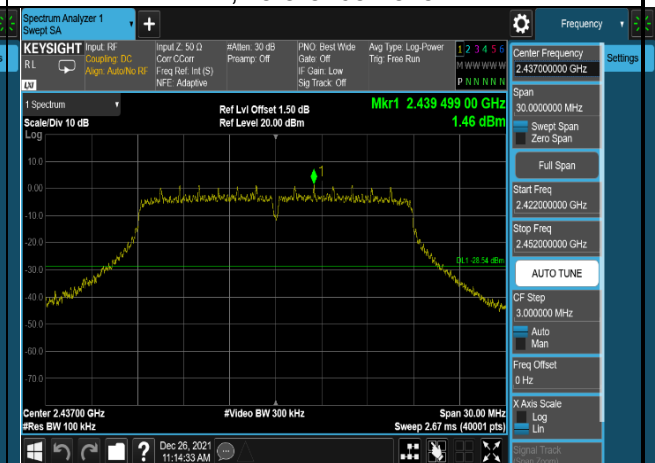 Spectrum Analyzer 1
Swept SA
+
Frequency
Settings
KEYSIGHT
RL
LXI
Input: RF
Coupling: DC
Align: Auto/No RF
Input Z: 50 Ω
Corr CCorr
Freq Ref: Int (S)
NFE: Adaptive
#Atten: 30 dB
Preamp: Off
PNO: Best Wide
Gate: Off
IF Gain: Low
Sig Track: Off
Avg Type: Log-Power
Trig: Free Run
1 2 3 4 5 6
M W W W W W
P N N N N N
1 Spectrum
Scale/Div 10 dB
Log
Ref Lvl Offset 1.50 dB
Ref Level 20.00 dBm
Mkr1 2.439 499 00 GHz
1.46 dBm
10.0
0.00
-10.0
-20.0
-30.0
-40.0
-50.0
-60.0
-70.0
1
DL1 -28.54 dBm
Center 2.43700 GHz
#Res BW 100 kHz
#Video BW 300 kHz
Span 30.00 MHz
Sweep 2.67 ms (40001 pts)
Center Frequency
2.437000000 GHz
Span
30.0000000 MHz
Swept Span
Zero Span
Full Span
Start Freq
2.422000000 GHz
Stop Freq
2.452000000 GHz
AUTO TUNE
CF Step
3.000000 MHz
Auto
Man
Freq Offset
0 Hz
X Axis Scale
Log
Lin
Signal Track
(Span Zoom)
?
Dec 26, 2021
11:14:33 AM